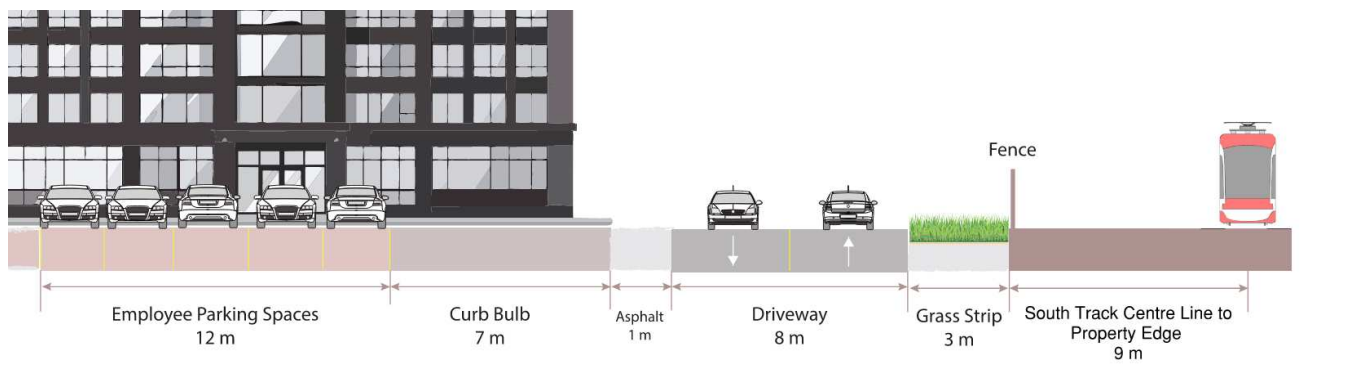 Fence
Employee Parking Spaces
12 m
Curb Bulb
7 m
Asphalt
1 m
Driveway
8 m
Grass Strip
3 m
South Track Centre Line to
Property Edge
9 m